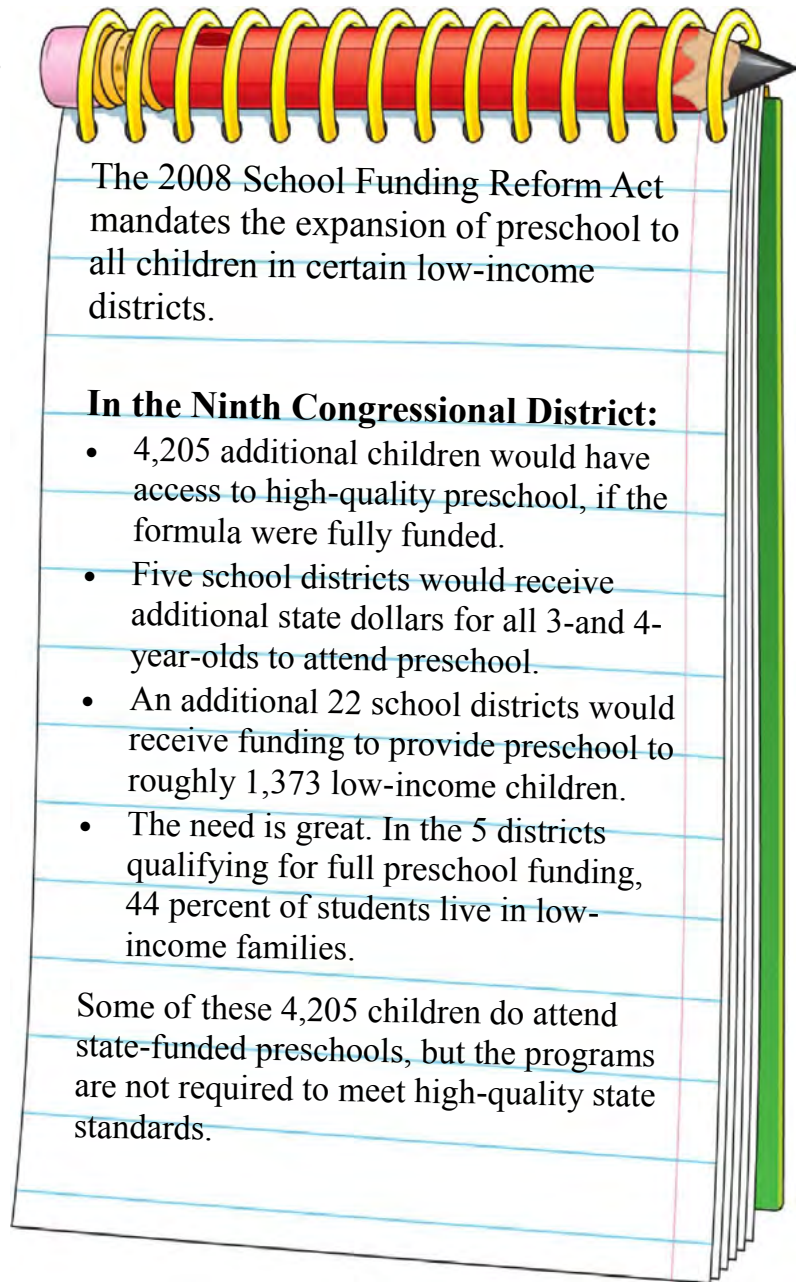 The 2008 School Funding Reform Act
mandates the expansion of preschool to
all children in certain low-income
districts.
In the Ninth Congressional District:
• 4,205 additional children would have
access to high-quality preschool, if the
formula were fully funded.
• Five school districts would receive
additional state dollars for all 3-and 4-
year-olds to attend preschool.
• An additional 22 school districts would
receive funding to provide preschool to
roughly 1,373 low-income children.
• The need is great. In the 5 districts
qualifying for full preschool funding,
44 percent of students live in low-
income families.
Some of these 4,205 children do attend
state-funded preschools, but the programs
are not required to meet high-quality state
standards.